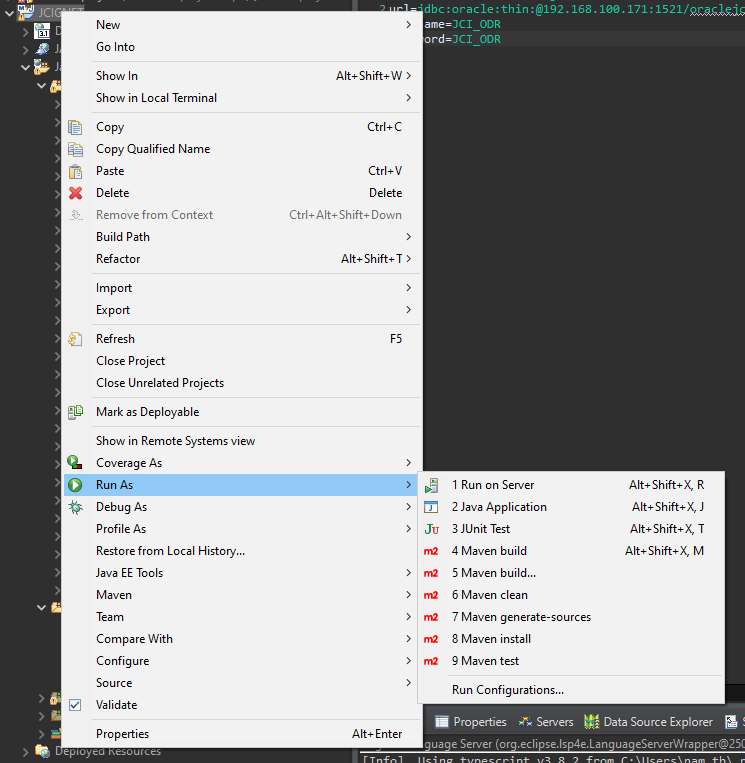 JCIGNET
2 url=jdbc:oracle:thin:@192.168.100.171:1521/oraclejc
name=JCI_ODR
word=JCI_ODR
New
Go Into
Show In Alt+Shift+W
Show in Local Terminal
Copy Ctrl+C
Copy Qualified Name
Paste Ctrl+V
Delete Delete
Remove from Context Ctrl+Alt+Shift+Down
Build Path
Refactor Alt+Shift+T
Import
Export
Refresh F5
Close Project
Close Unrelated Projects
Mark as Deployable
Show in Remote Systems view
Coverage As
Run As
Debug As
Profile As
Restore from Local History...
Java EE Tools
Maven
Team
Compare With
Configure
Source
Validate
Properties Alt+Enter
1 Run on Server Alt+Shift+X, R
2 Java Application Alt+Shift+X, J
3 JUnit Test Alt+Shift+X, T
4 Maven build Alt+Shift+X, M
5 Maven build...
6 Maven clean
7 Maven generate-sources
8 Maven install
9 Maven test
Run Configurations...
Properties Servers Data Source Explorer S
Deployed Resources
guage Server (org.eclipse.lsp4e.LanguageServerWrapper@250
[Info] Using typescript v3.8.2 from C:\Users\nam.tb\.